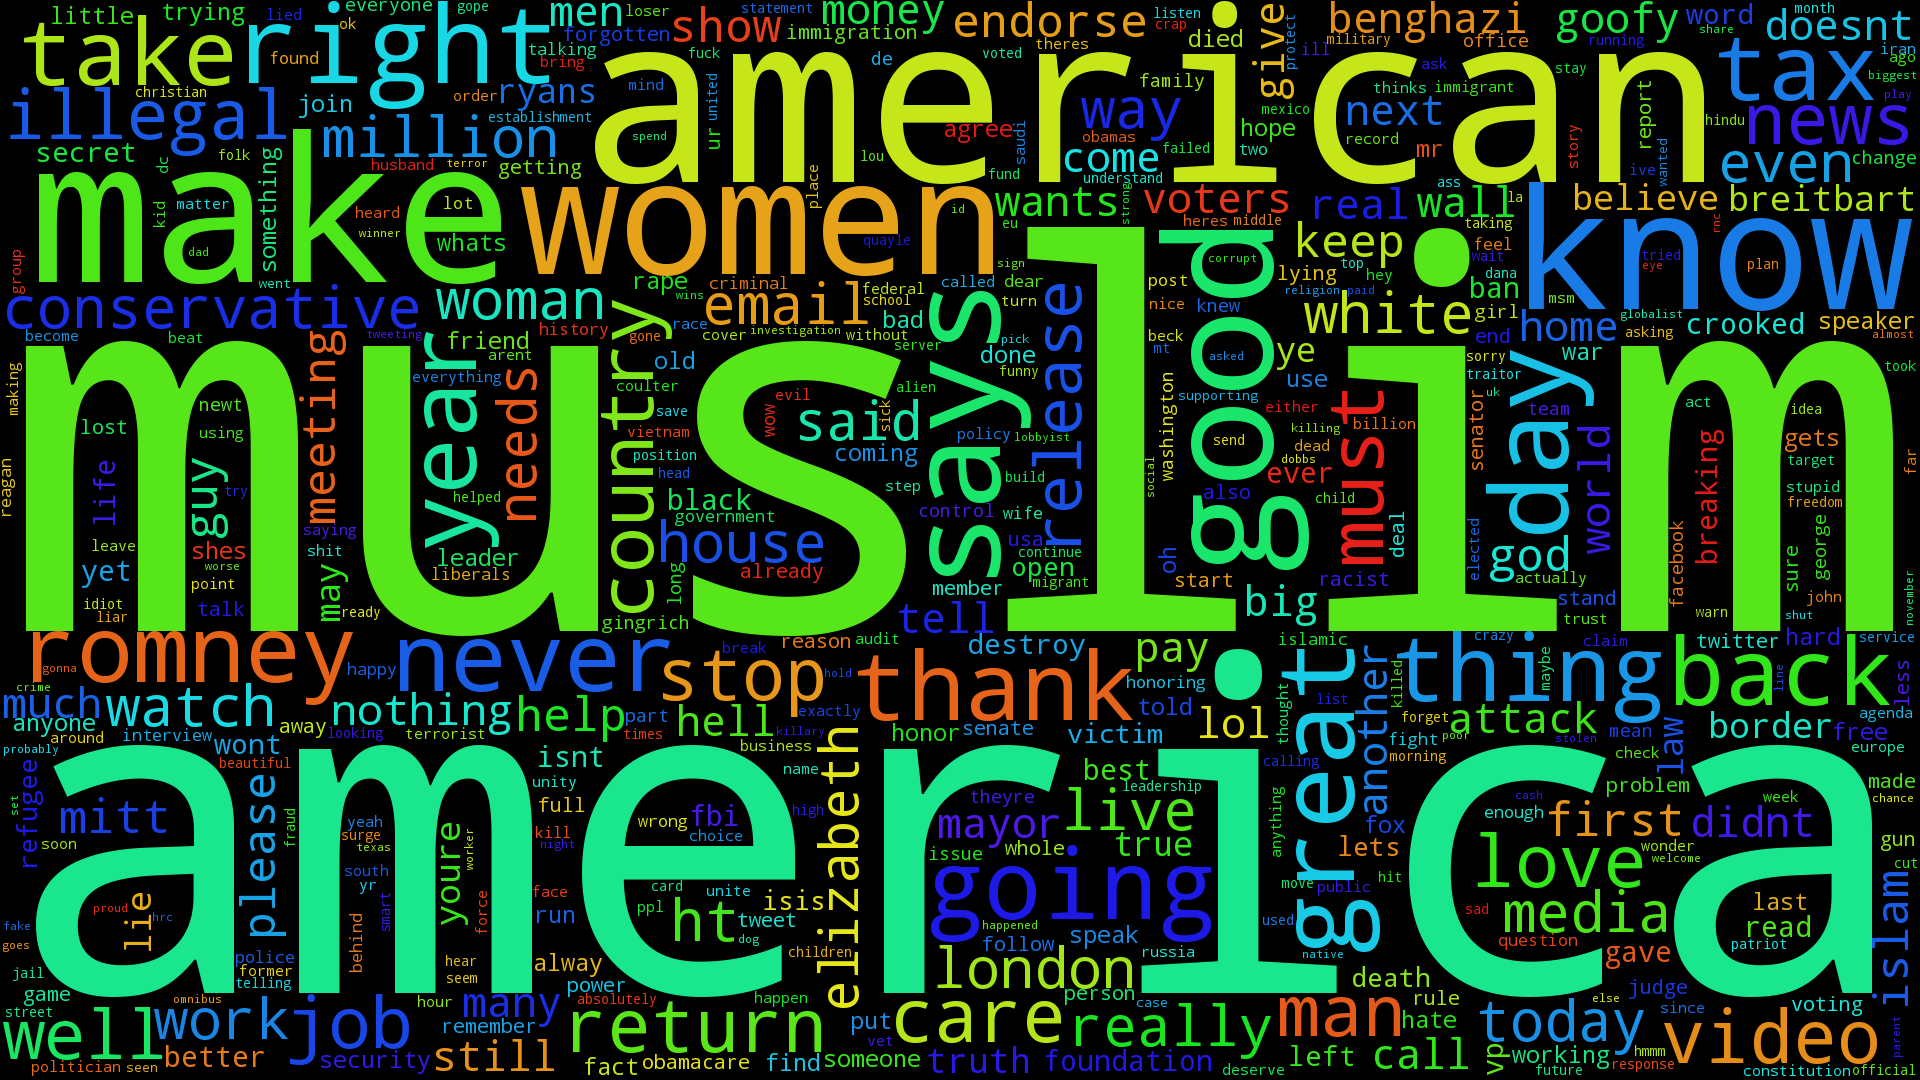 little trying everyone lied gope men loser statement money endorse listen crap give benghazi goofy word month share doesnt
take right ok forgotten talking bring show immigration theres died protect office running iran ago
found fuck voted military ill tax biggest play
christian american family ask stay
illegal join order ryans mind de way thinks immigrant next news
million establishment ur united spend agree obamas mexico hope record report hindu
secret dc folk husband terror getting lou saudi come failed two mr story even change
make something lot place fund understand ive wanted
kid matter women wants strong voters ass real wall la believe breitbart
heard winner id eu heres middle taking know
group dad whats quayle good keep feel wait rnc tried eye plan
went rape criminal federal sign dear called post corrupt lying top hey dana
conservative woman wins email school turn nice religion paid ban girl msm globalist
become beat tweeting country history race cover investigation without bad knew white home asking crooked speaker almost
muslim
meeting year friend arent gone old server pick done beck asked ye end sorry war took
making everything needs coulter alien says funny release mt supporting use traitor uk day
lost newt using save wow evil said sick policy lobbyist either team act idea
reagan life guy try vietnam position coming washington send killing must billion senator world breaking gets far
helped head step build social dead dobbs target
black control also ever child deal stupid freedom
leave shes saying shit government wife usa oh elected god facebook sure george
yet worse leader house continue open start racist actually
point liberals already member migrant big stand john november
idiot liar talk may ready long gingrich tell trust warn shut
romney never reason audit destroy pay islamic crazy claim twitter hard service
gonna happy stop break hold thank honoring great another maybe thing back line less
crime much watch nothing help part exactly told lol list killed forget attack border agenda
anyone away looking times hell killary honor senate victim thought fight poor stolen mean law free
probably around interview wont terrorist isnt business elizabeth calling morning check europe
america
beautiful unity name best leadership problem made
refugee set mitt please fraud full high theyre live anything fox enough cash week chance
soon yeah surge texas youre worker kill night wrong fbi choice mayor true lets first didnt gun
south issue whole wonder welcome cut
lie yr smart force face card unite going move public hit love last
fake proud hrc run ppl ht isis tweet sad media read islam
goes behind dog happened used question patriot
police hear children follow speak russia native gave
jail former seem alway london death
game telling power person rule judge voting
street omnibus hour many absolutely happen case man else since
well work job remember return put care really hate today video
better still vet someone left call vp working hmmm parent
politician seen security fact obamacare find truth foundation deserve future response constitution official